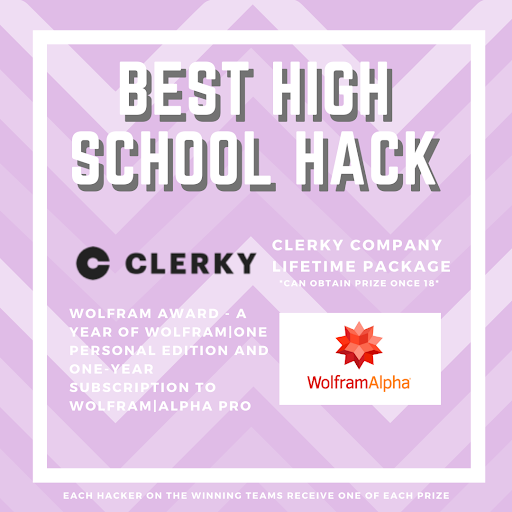 BEST HIGH
SCHOOL HACK
CLERKY
CLERKY COMPANY
LIFETIME PACKAGE
*CAN OBTAIN PRIZE ONCE 18*
WOLFRAM AWARD - A
YEAR OF WOLFRAM|ONE
PERSONAL EDITION AND
ONE-YEAR
SUBSCRIPTION TO
WOLFRAM|ALPHA PRO
WolframAlpha
EACH HACKER ON THE WINNING TEAMS RECEIVE ONE OF EACH PRIZE